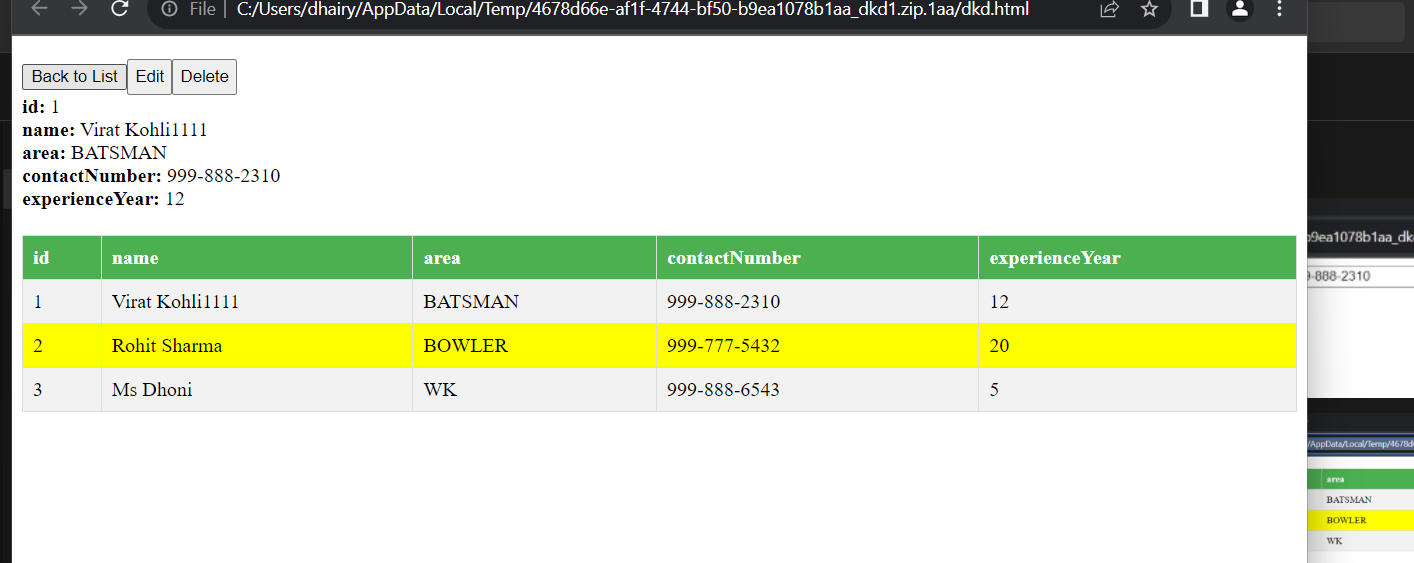 File | C:/Users/dhairy/AppData/Local/Temp/4678d66e-af1f-4744-bf50-b9ea1078b1aa_dkd1.zip.1aa/dkd.html
Back to List Edit Delete
id: 1
name: Virat Kohli1111
area: BATSMAN
contactNumber: 999-888-2310
experienceYear: 12
id name area contactNumber experienceYear
1 Virat Kohli1111 BATSMAN 999-888-2310 12
2 Rohit Sharma BOWLER 999-777-5432 20
3 Ms Dhoni WK 999-888-6543 5
b9ea1078b1aa_dk
-888-2310
/AppData/Local/Temp/4678d
area
BATSMAN
BOWLER
WK